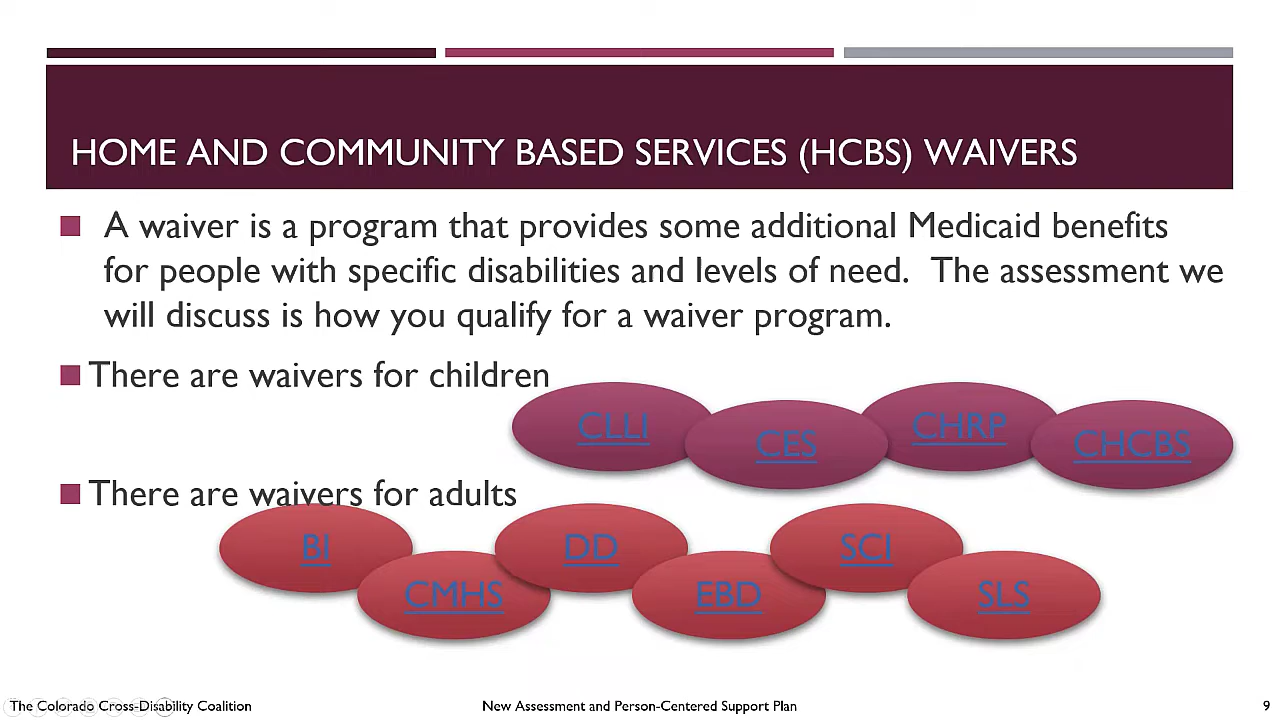 HOME AND COMMUNITY BASED SERVICES (HCBS) WAIVERS
A waiver is a program that provides some additional Medicaid benefits
for people with specific disabilities and levels of need. The assessment we
will discuss is how you qualify for a waiver program.
There are waivers for children
CLLI CES CHRP CHCBS
There are waivers for adults
BI DD SCI
CMHS EBD SLS
The Colorado Cross-Disability Coalition New Assessment and Person-Centered Support Plan 9